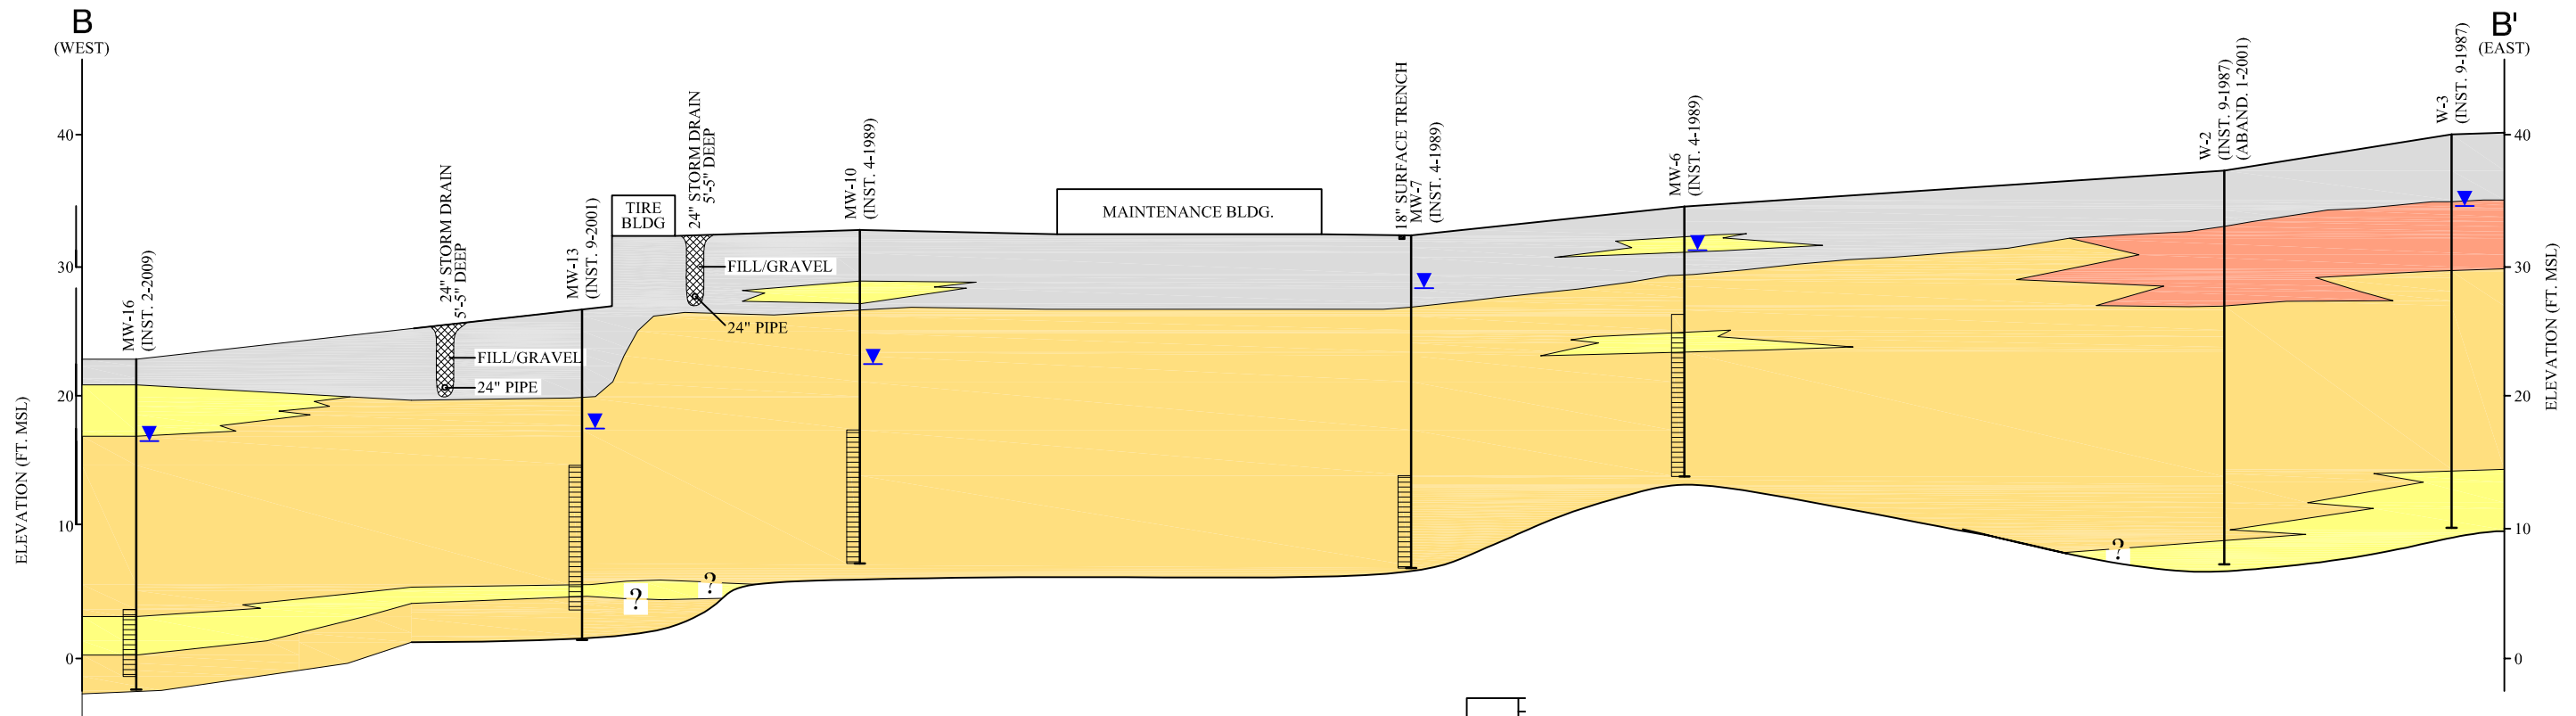 B
(WEST)
B'
(EAST)
ELEVATION (FT. MSL)
40
30
20
10
0
MW-16
(INST. 2-2009)
24" STORM DRAIN
5'-5" DEEP
FILL/GRAVEL
24" PIPE
MW-13
(INST. 9-2001)
TIRE
BLDG
24" STORM DRAIN
5'-5" DEEP
FILL/GRAVEL
24" PIPE
MW-10
(INST. 4-1989)
MAINTENANCE BLDG.
18" SURFACE TRENCH
MW-7
(INST. 4-1989)
MW-6
(INST. 4-1989)
W-2
(INST. 9-1987)
(ABAND. 11-2001)
W-3
(INST. 9-1987)
?
?
?
40
30
20
10
0
ELEVATION (FT. MSL)